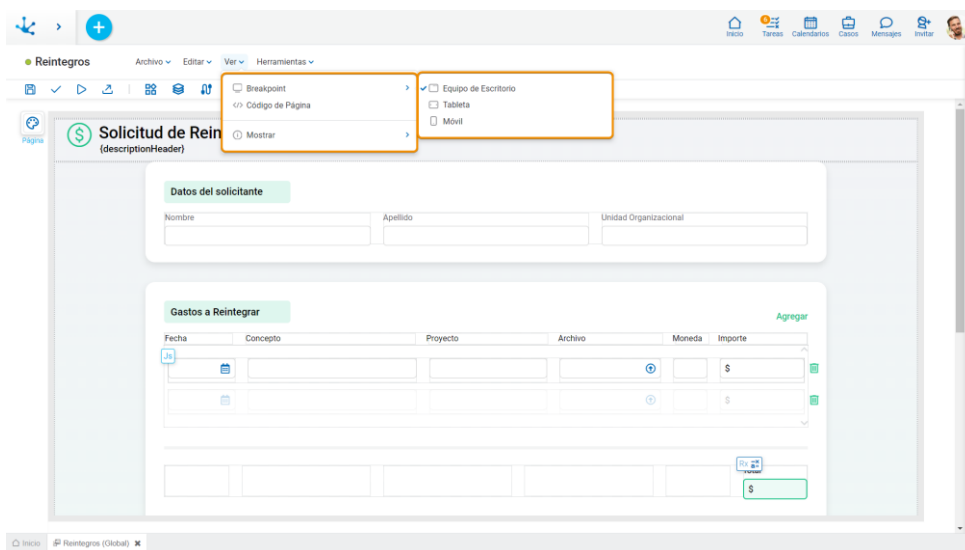 6
Inicio Tareas Calendarios Casos Mensajes Invitar
Reintegros Archivo Editar Ver Herramientas
Breakpoint
</> Código de Página
Mostrar
Equipo de Escritorio
Tableta
Móvil
Página
$ Solicitud de Rein
{descriptionHeader}
Datos del solicitante
Nombre Apellido Unidad Organizacional
Gastos a Reintegrar
Agregar
Fecha Concepto Proyecto Archivo Moneda Importe
Js
$
$
Rx
Total
$
Inicio Reintegros (Global)